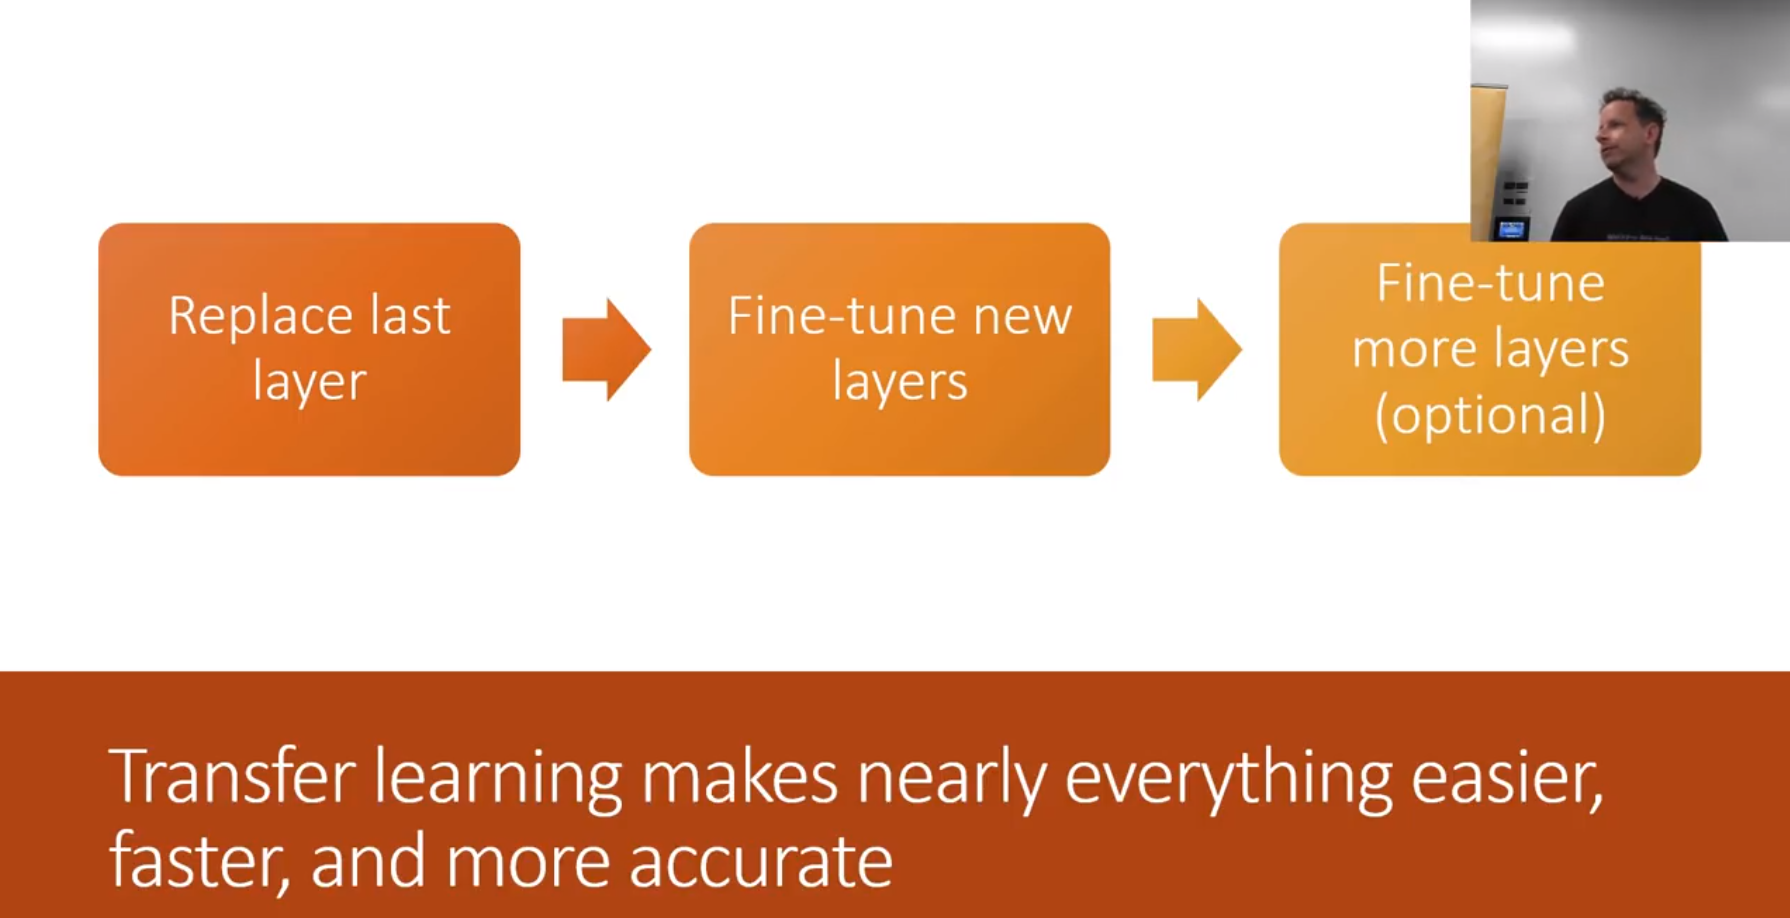 Replace last
layer
Fine-tune new
layers
Fine-tune
more layers
(optional)
Transfer learning makes nearly everything easier,
faster, and more accurate